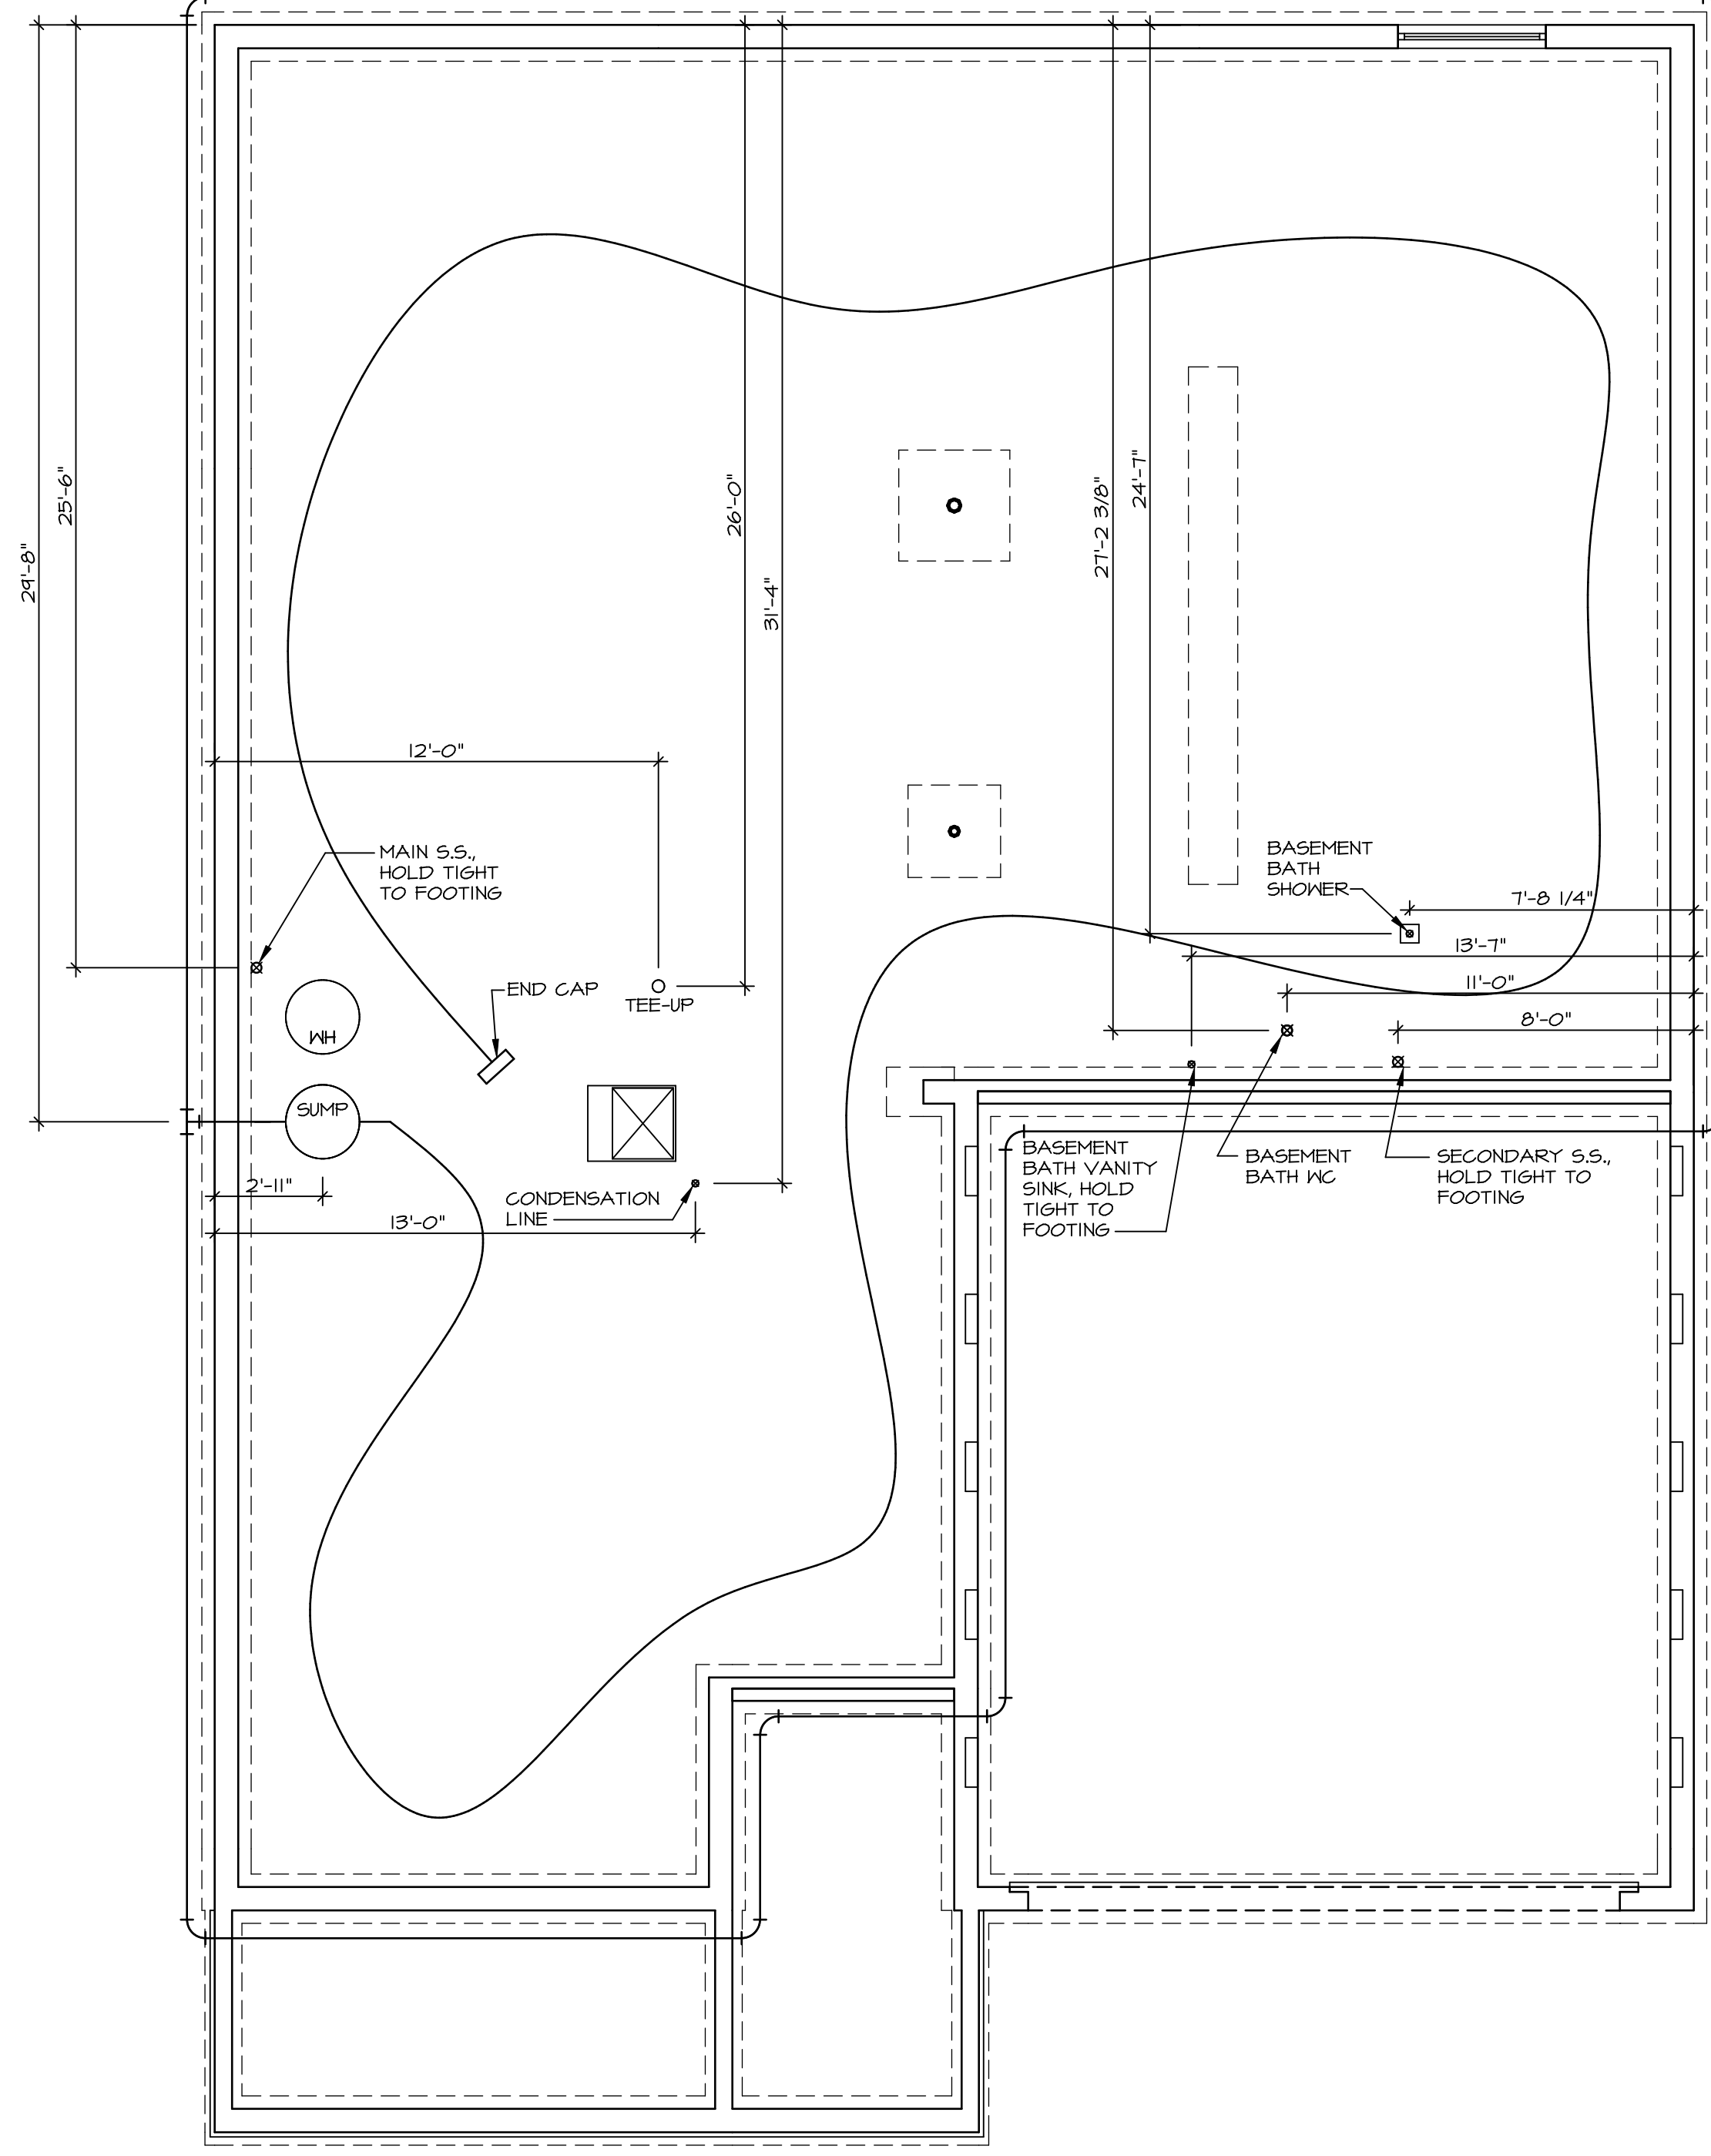 25'-6"
29'-8"
26'-0"
31'-4"
27'-2 3/8"
24'-7"
12'-0"
MAIN S.S.,
HOLD TIGHT
TO FOOTING
BASEMENT
BATH
SHOWER
7'-8 1/4"
13'-7"
11'-0"
8'-0"
END CAP
TEE-UP
WH
SUMP
2'-11"
13'-0"
CONDENSATION
LINE
BASEMENT
BATH VANITY
SINK, HOLD
TIGHT TO
FOOTING
BASEMENT
BATH WC
SECONDARY S.S.,
HOLD TIGHT TO
FOOTING